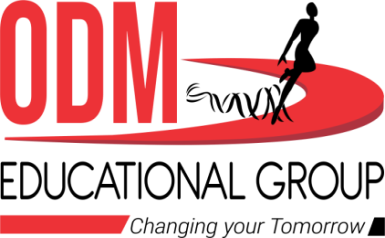 ODM
EDUCATIONAL GROUP
Changing your Tomorrow